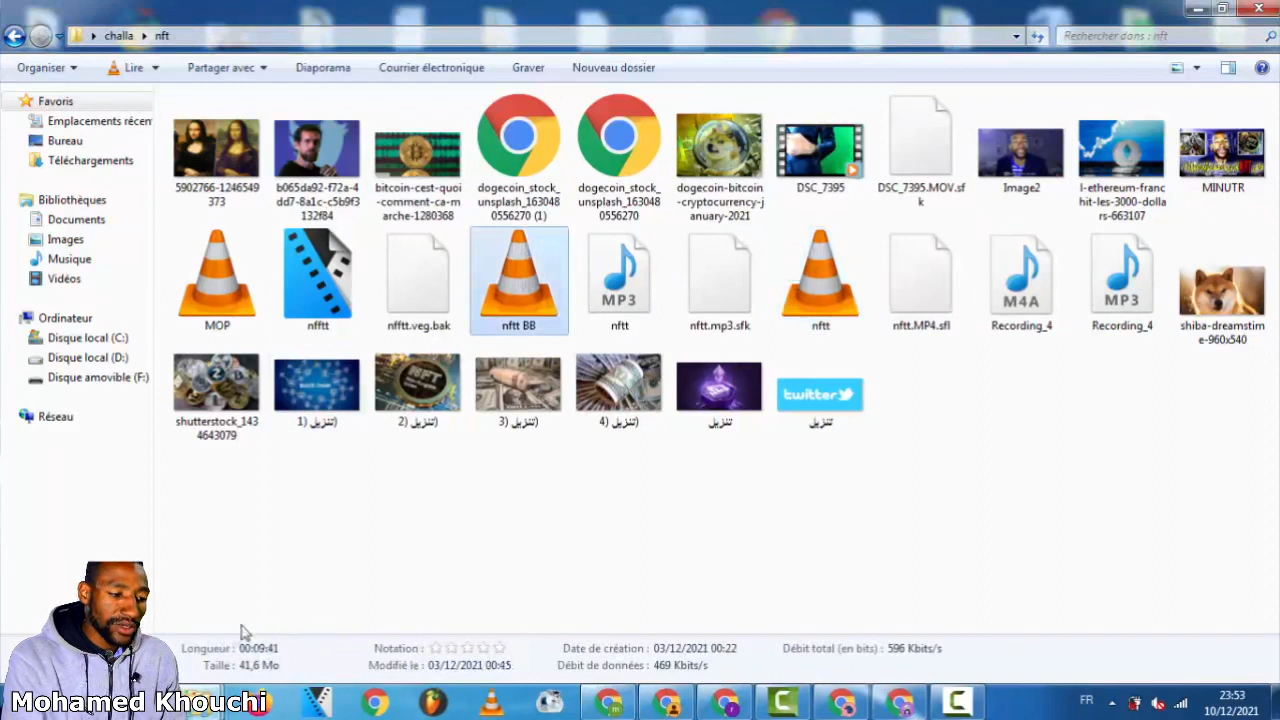 challa ▸ nft
Rechercher dans : nft
Organiser Lire Partager avec Diaporama Courrier électronique Graver Nouveau dossier
Favoris
Emplacements récen
Bureau
Téléchargements
Bibliothèques
Documents
Images
Musique
Vidéos
Ordinateur
Disque local (C:)
Disque local (D:)
Disque amovible (F:)
Réseau
5902766-1246549
373
b065da92-f72a-4
dd7-8a1c-c5b9f3
132f84
bitcoin-cest-quoi
-comment-ca-m
arche-1280368
dogecoin_stock_
unsplash_163048
0556270 (1)
dogecoin_stock_
unsplash_163048
0556270
dogecoin-bitcoin
-cryptocurrency-j
anuary-2021
DSC_7395
DSC_7395.MOV.sf
k
Image2
l-ethereum-franc
hit-les-3000-dolla
rs-663107
MINUTR
MOP
nfftt
nfftt.veg.bak
nftt BB
MP3
nftt
nftt.mp3.sfk
nftt
nftt.MP4.sfl
M4A
Recording_4
MP3
Recording_4
shiba-dreamstim
e-960x540
shutterstock_143
4643079
تنزيل (1)
NFT
تنزيل (2)
تنزيل (3)
تنزيل (4)
تنزيل
twitter
تنزيل
Longueur : 00:09:41
Taille : 41,6 Mo
Notation :
Modifié le : 03/12/2021 00:45
Date de création : 03/12/2021 00:22
Débit de données : 469 Kbits/s
Débit total (en bits) : 596 Kbits/s
Mohamed Khouchi
FR
23:53
10/12/2021